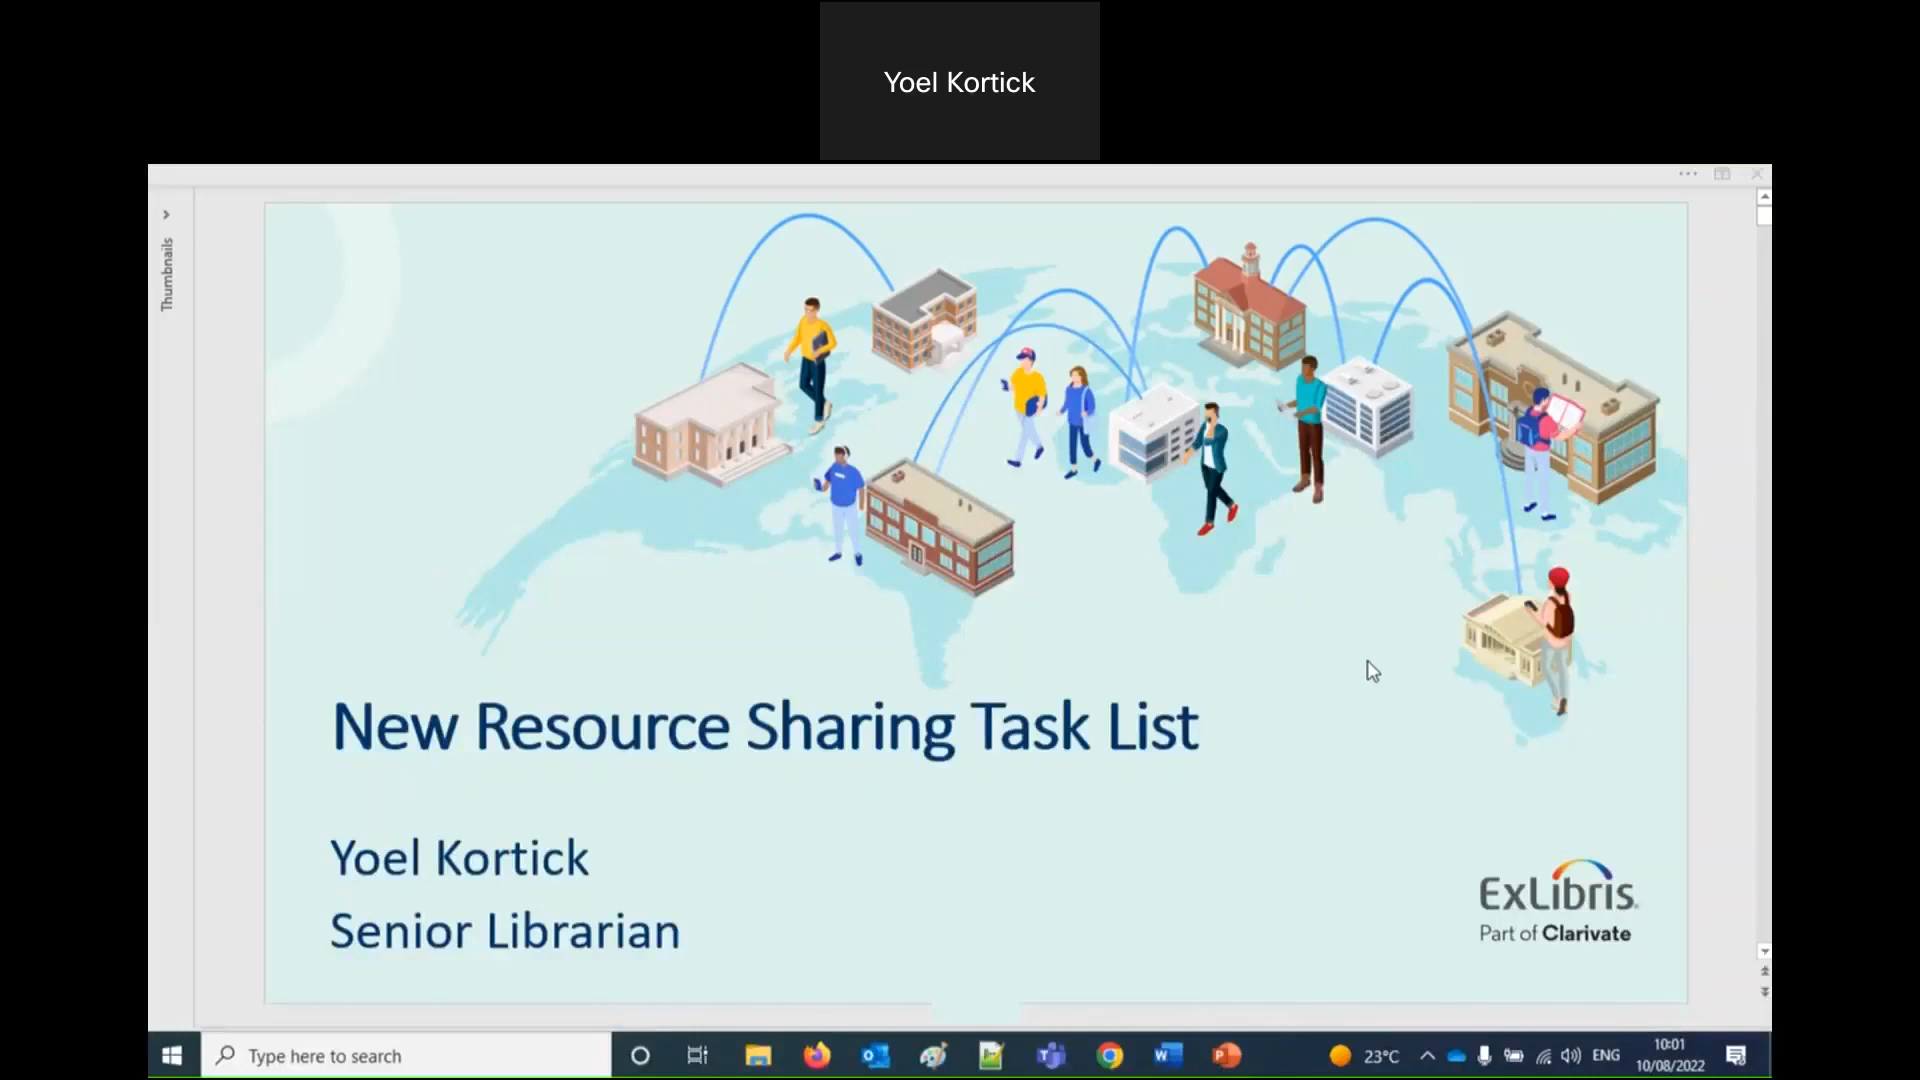 Yoel Kortick
Thumbnails
New Resource Sharing Task List
Yoel Kortick
Senior Librarian
ExLibris
Part of Clarivate
Type here to search
23°C
ENG
10:01
10/08/2022